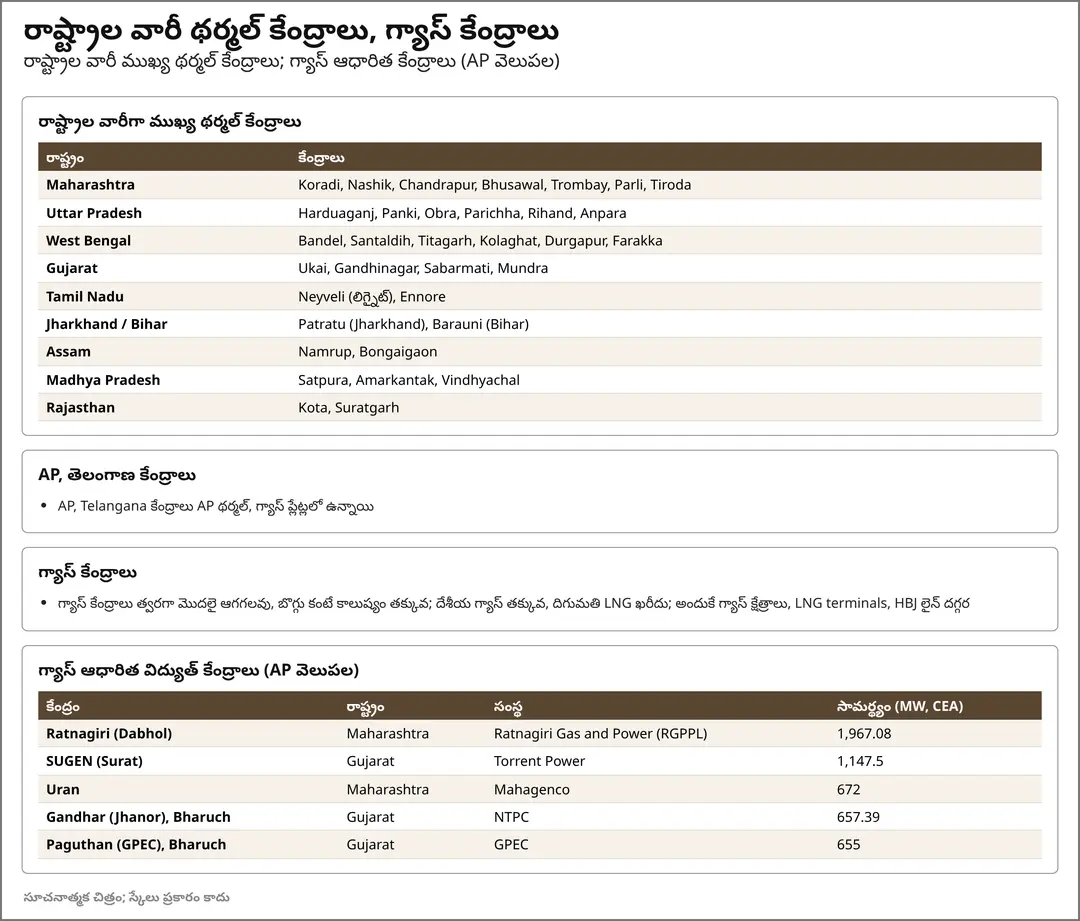 రాష్ట్రాల వారీ థర్మల్ కేంద్రాలు, గ్యాస్ కేంద్రాలు
రాష్ట్రాల వారీ ముఖ్య థర్మల్ కేంద్రాలు; గ్యాస్ ఆధారిత కేంద్రాలు (AP వెలుపల)
రాష్ట్రాల వారీగా ముఖ్య థర్మల్ కేంద్రాలు
రాష్ట్రం కేంద్రాలు
Maharashtra Koradi, Nashik, Chandrapur, Bhusawal, Trombay, Parli, Tiroda
Uttar Pradesh Harduaganj, Panki, Obra, Parichha, Rihand, Anpara
West Bengal Bandel, Santaldih, Titagarh, Kolaghat, Durgapur, Farakka
Gujarat Ukai, Gandhinagar, Sabarmati, Mundra
Tamil Nadu Neyveli (లిగ్నైట్), Ennore
Jharkhand / Bihar Patratu (Jharkhand), Barauni (Bihar)
Assam Namrup, Bongaigaon
Madhya Pradesh Satpura, Amarkantak, Vindhyachal
Rajasthan Kota, Suratgarh
AP, తెలంగాణ కేంద్రాలు
• AP, Telangana కేంద్రాలు AP థర్మల్, గ్యాస్ ప్లేట్లలో ఉన్నాయి
గ్యాస్ కేంద్రాలు
• గ్యాస్ కేంద్రాలు త్వరగా మొదలై ఆగగలవు, బొగ్గు కంటే కాలుష్యం తక్కువ; దేశీయ గ్యాస్ తక్కువ, దిగుమతి LNG ఖరీదు; అందుకే గ్యాస్ క్షేత్రాలు, LNG terminals, HBJ లైన్ దగ్గర
గ్యాస్ ఆధారిత విద్యుత్ కేంద్రాలు (AP వెలుపల)
కేంద్రం రాష్ట్రం సంస్థ సామర్థ్యం (MW, CEA)
Ratnagiri (Dabhol) Maharashtra Ratnagiri Gas and Power (RGPPL) 1,967.08
SUGEN (Surat) Gujarat Torrent Power 1,147.5
Uran Maharashtra Mahagenco 672
Gandhar (Jhanor), Bharuch Gujarat NTPC 657.39
Paguthan (GPEC), Bharuch Gujarat GPEC 655
సూచనాత్మక చిత్రం; స్కేలు ప్రకారం కాదు